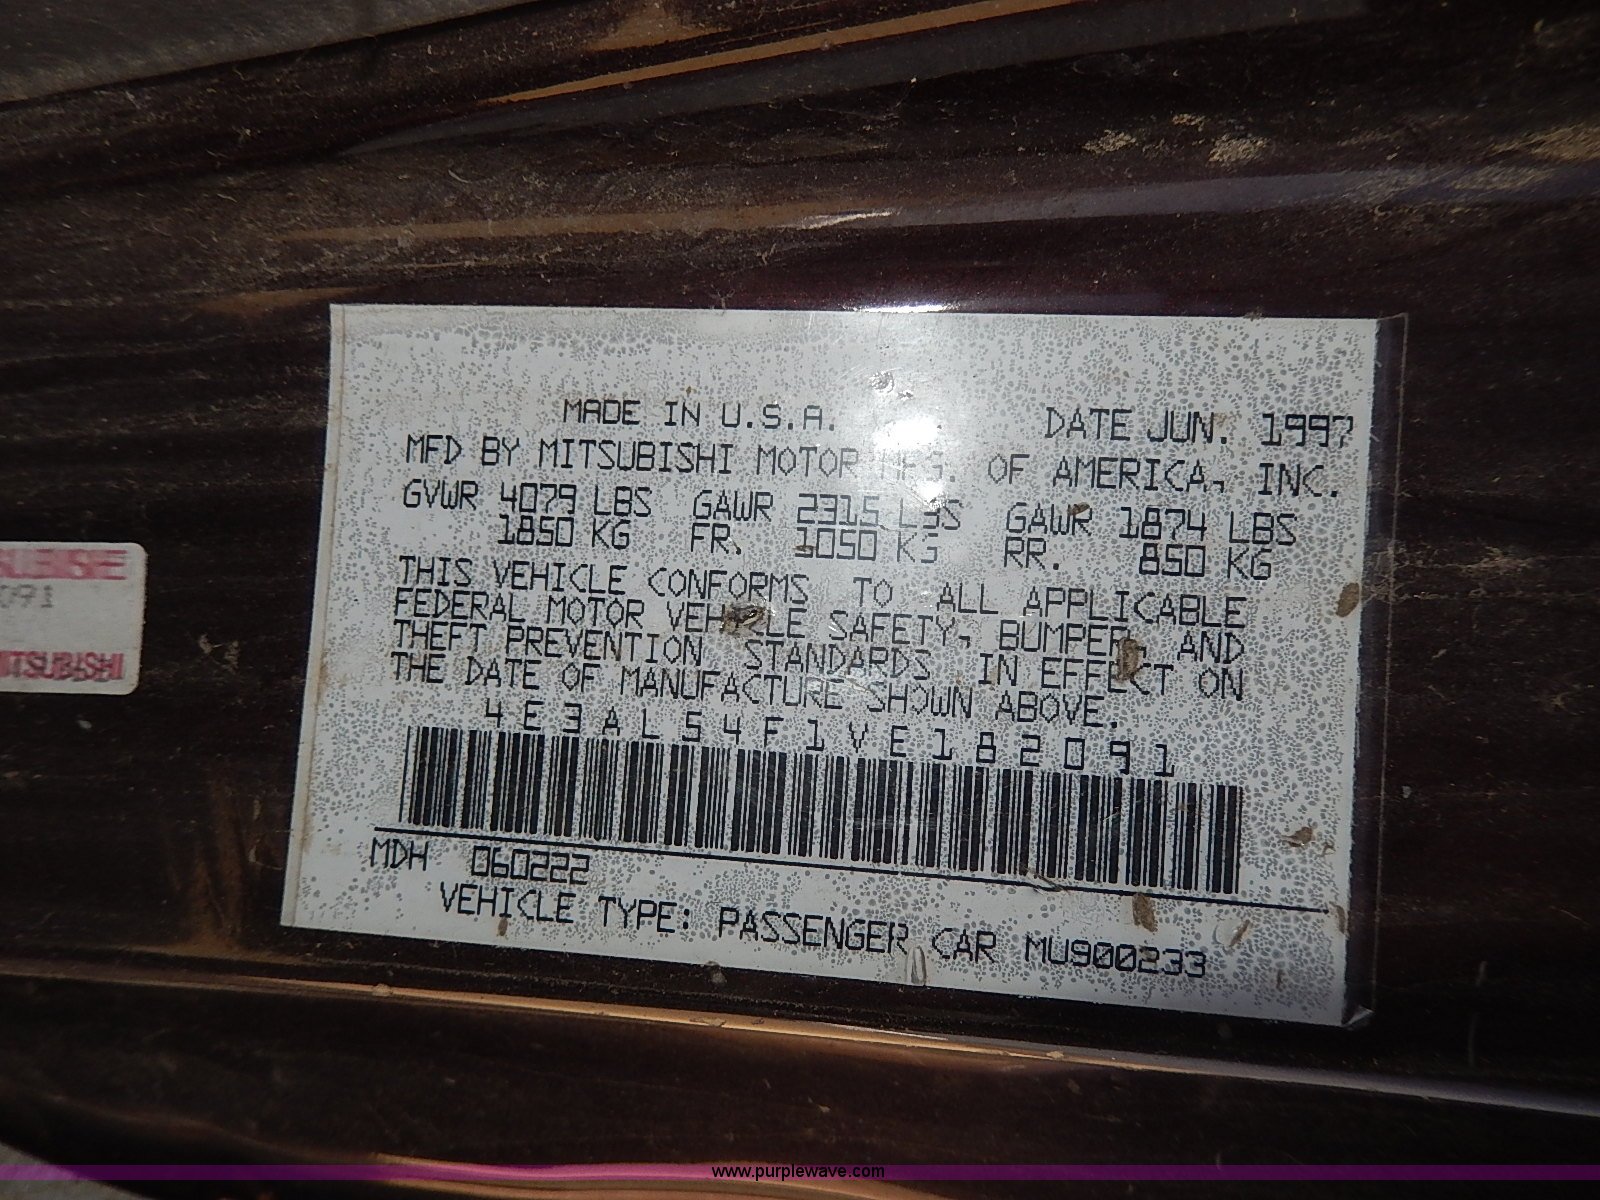 MADE IN U.S.A. DATE JUN. 1997
MFD BY MITSUBISHI MOTOR MFG. OF AMERICA, INC.
GVWR 4079 LBS GAWR 2315 LBS GAWR 1874 LBS
1850 KG FR. 1050 KG RR. 850 KG
THIS VEHICLE CONFORMS TO ALL APPLICABLE
FEDERAL MOTOR VEHICLE SAFETY, BUMPER, AND
THEFT PREVENTION STANDARDS IN EFFECT ON
THE DATE OF MANUFACTURE SHOWN ABOVE.
4E3AL54F1VE182091
MDH 060222
VEHICLE TYPE: PASSENGER CAR MU900233
091
MITSUBISHI
www.purplewave.com